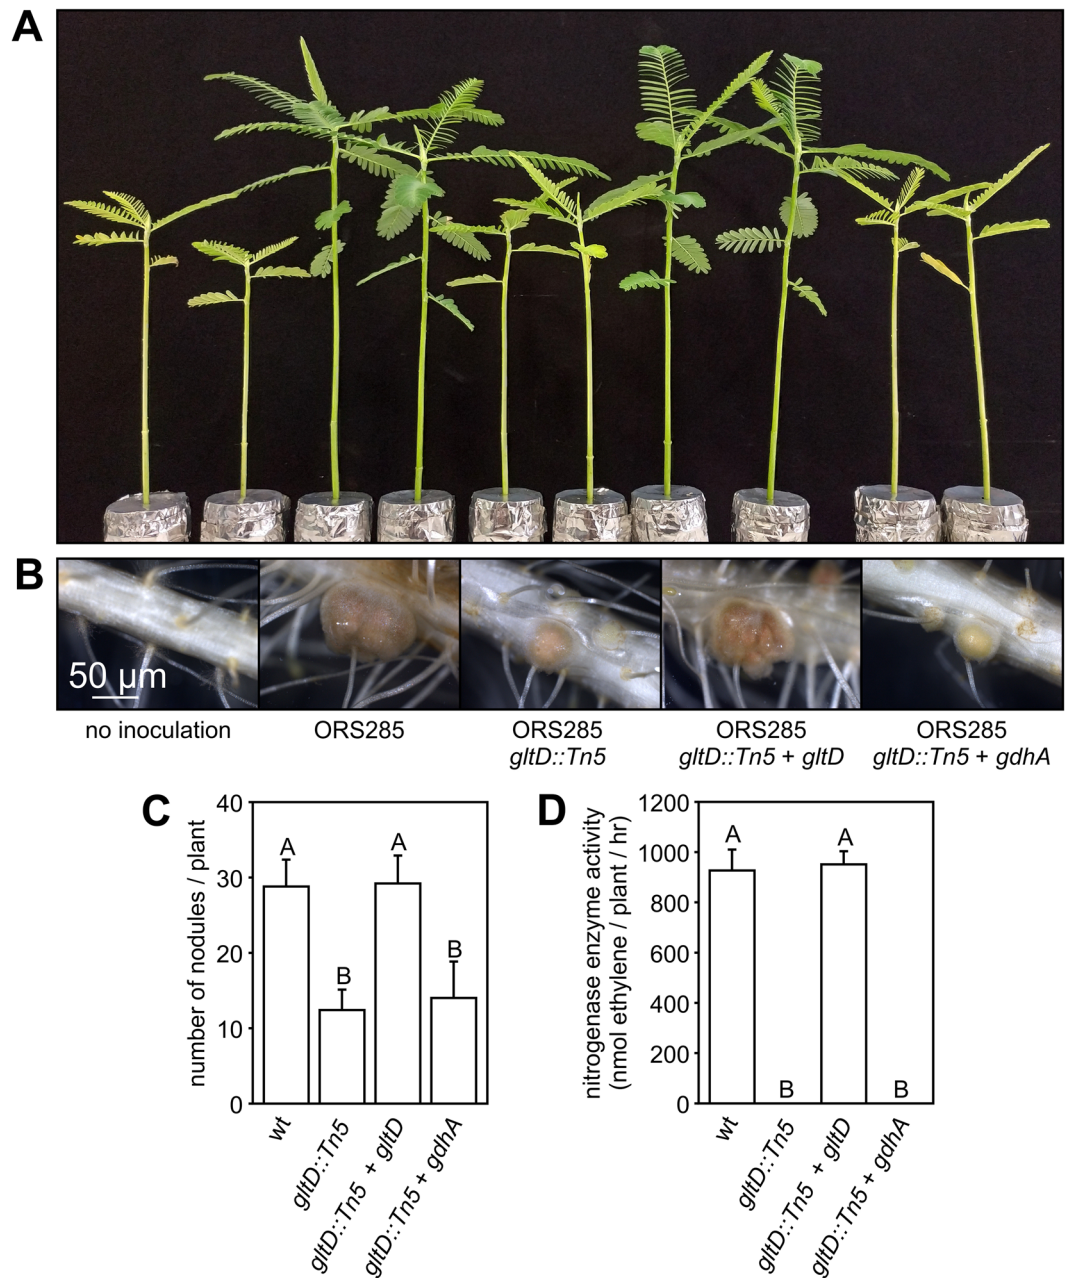 A
B
50 µm
no inoculation
ORS285
ORS285
gltD::Tn5
ORS285
gltD::Tn5 + gltD
ORS285
gltD::Tn5 + gdhA
C
number of nodules / plant
40
30
20
10
0
A
B
A
B
wt
gltD::Tn5
gltD::Tn5 + gltD
gltD::Tn5 + gdhA
D
nitrogenase enzyme activity
(nmol ethylene / plant / hr)
1200
1000
800
600
400
200
0
A
B
A
B
wt
gltD::Tn5
gltD::Tn5 + gltD
gltD::Tn5 + gdhA